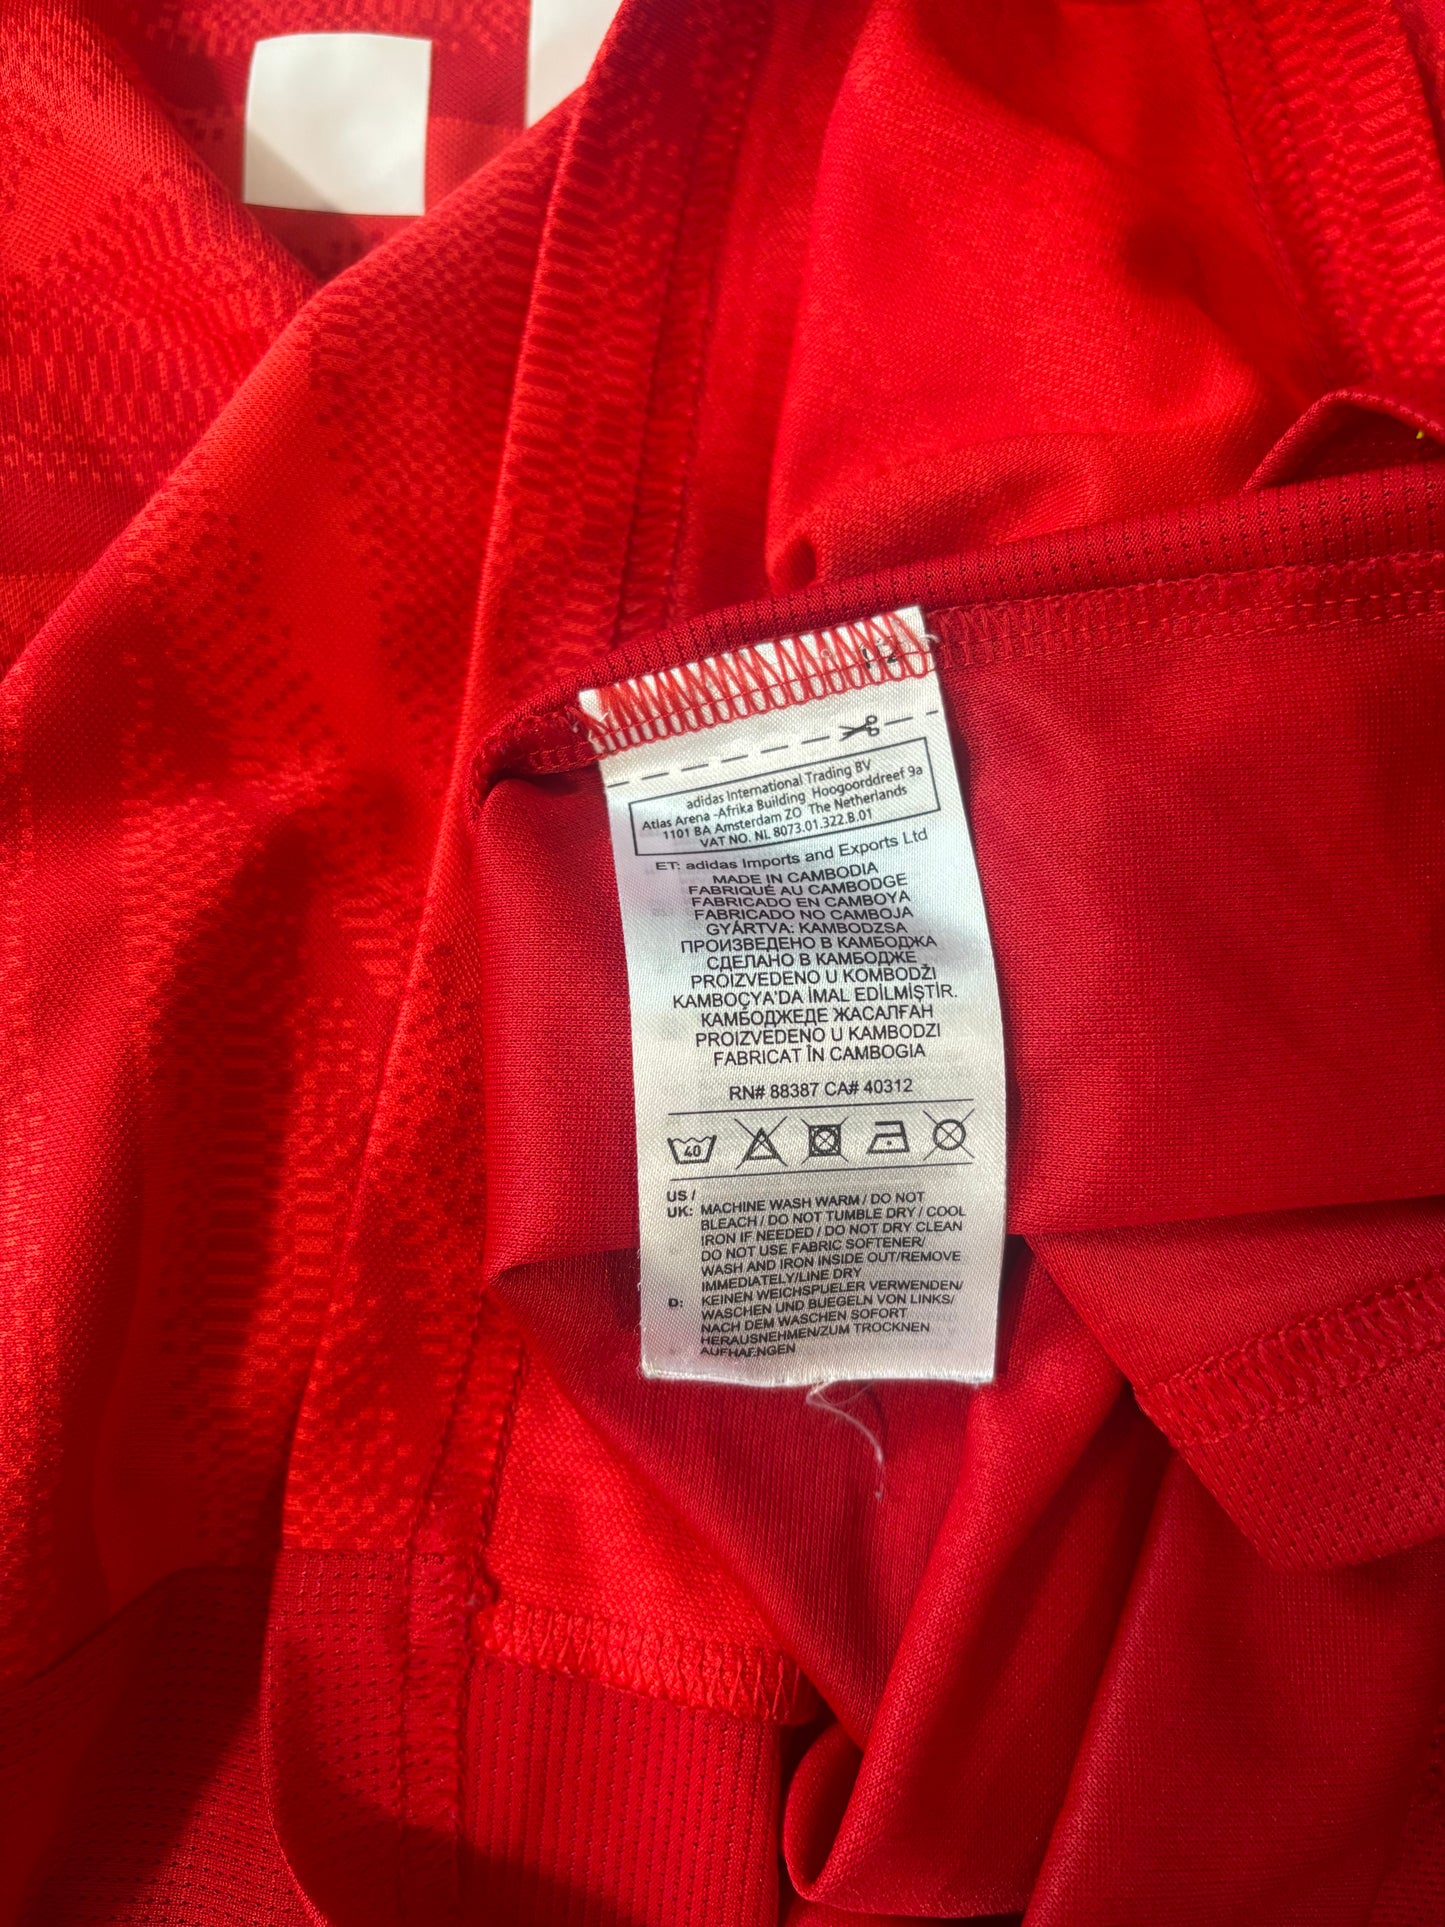 adidas International Trading BV
Atlas Arena -Afrika Building Hoogoorddreef 9a
1101 BA Amsterdam ZO The Netherlands
VAT NO. NL 8073.01.322.B.01
ET: adidas Imports and Exports Ltd
MADE IN CAMBODIA
FABRIQUÉ AU CAMBODGE
FABRICADO EN CAMBOYA
FABRICADO NO CAMBOJA
GYÁRTVA: KAMBODZSA
ПРОИЗВЕДЕНО В КАМБОДЖА
СДЕЛАНО В КАМБОДЖЕ
PROIZVEDENO U KOMBODŽI
KAMBOÇYA'DA İMAL EDİLMİŞTİR.
КАМБОДЖЕДЕ ЖАСАЛҒАН
PROIZVEDENO U KAMBODZI
FABRICAT ÎN CAMBOGIA
RN# 88387 CA# 40312
40
US /
UK: MACHINE WASH WARM / DO NOT
BLEACH / DO NOT TUMBLE DRY / COOL
IRON IF NEEDED / DO NOT DRY CLEAN
DO NOT USE FABRIC SOFTENER/
WASH AND IRON INSIDE OUT/REMOVE
IMMEDIATELY/LINE DRY
D: KEINEN WEICHSPUELER VERWENDEN/
WASCHEN UND BUEGELN VON LINKS/
NACH DEM WASCHEN SOFORT
HERAUSNEHMEN/ZUM TROCKNEN
AUFHAENGEN